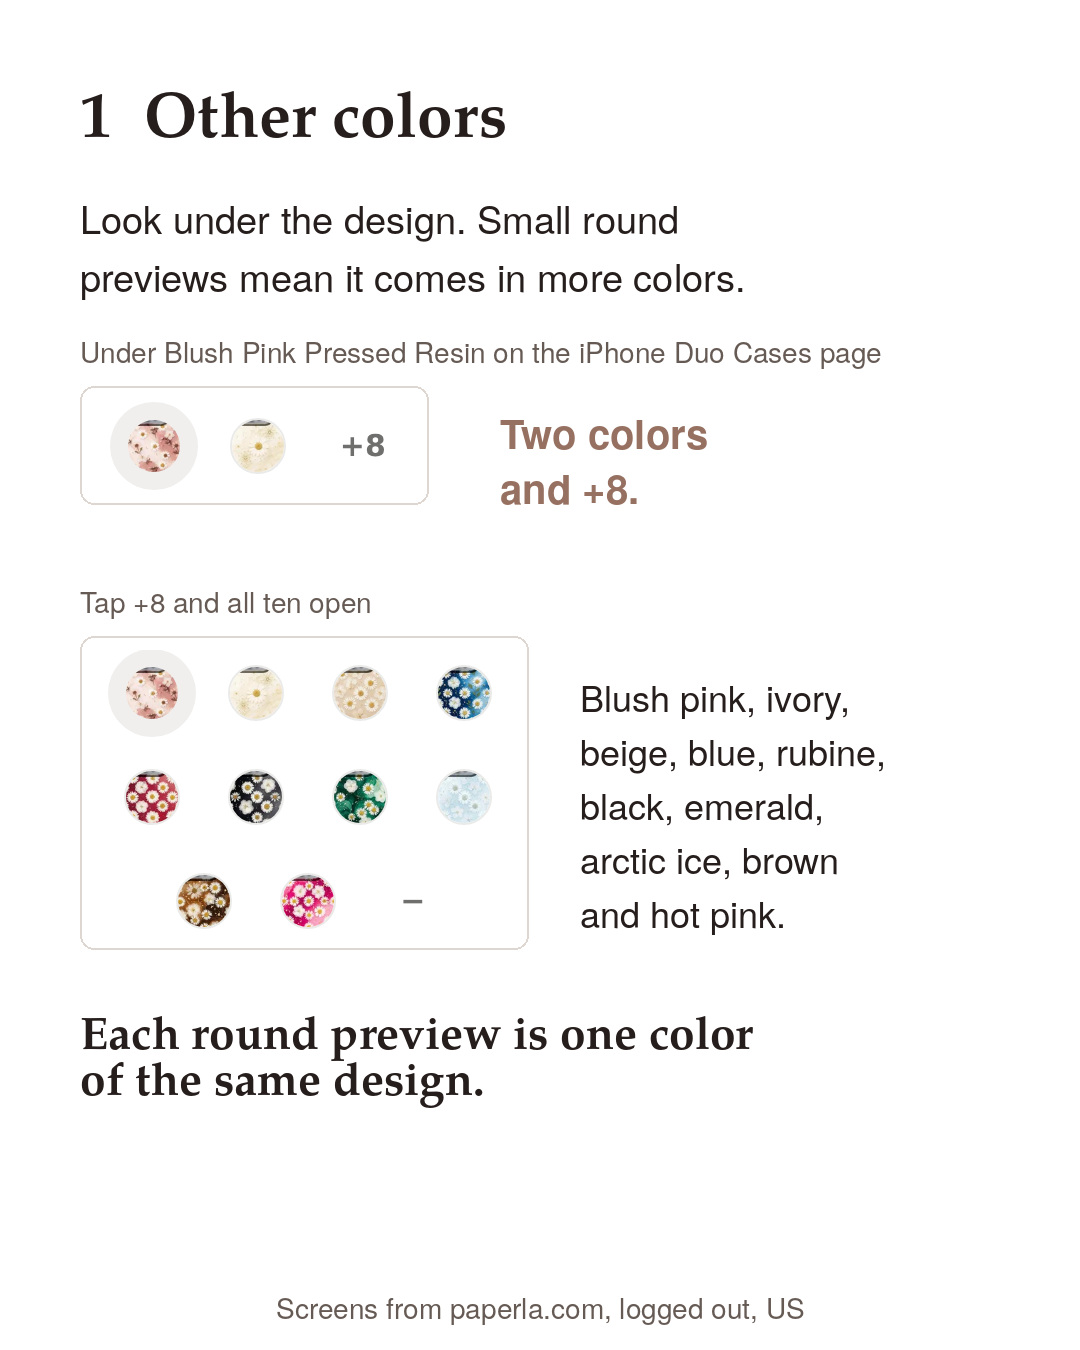 1 Other colors
Look under the design. Small round
previews mean it comes in more colors.
Under Blush Pink Pressed Resin on the iPhone Duo Cases page
+8
Two colors
and +8.
Tap +8 and all ten open
Blush pink, ivory,
beige, blue, rubine,
black, emerald,
arctic ice, brown
and hot pink.
–
Each round preview is one color
of the same design.
Screens from paperla.com, logged out, US